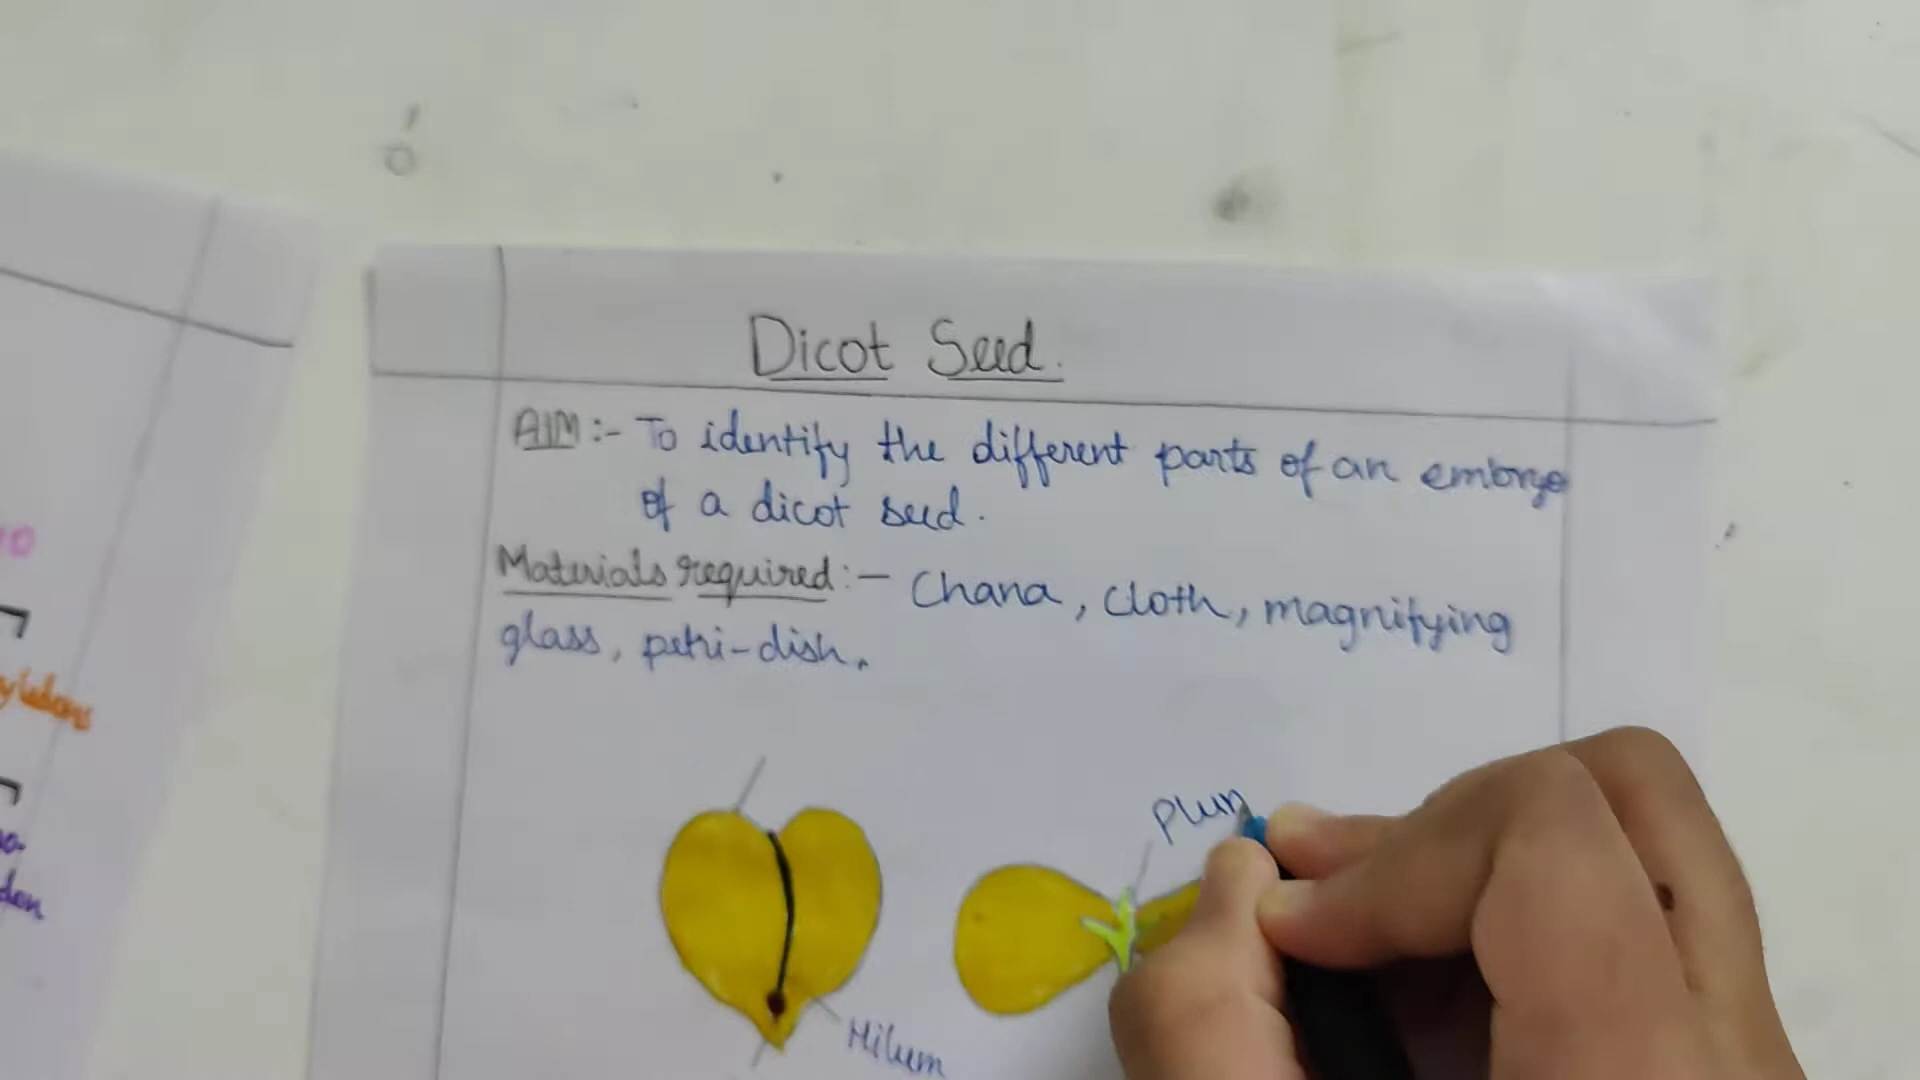 Dicot Seed.
AIM :- To identify the different parts of an embryo
of a dicot seed.
Materials required :- Chana, cloth, magnifying
glass, petri-dish.
plum
Hilum